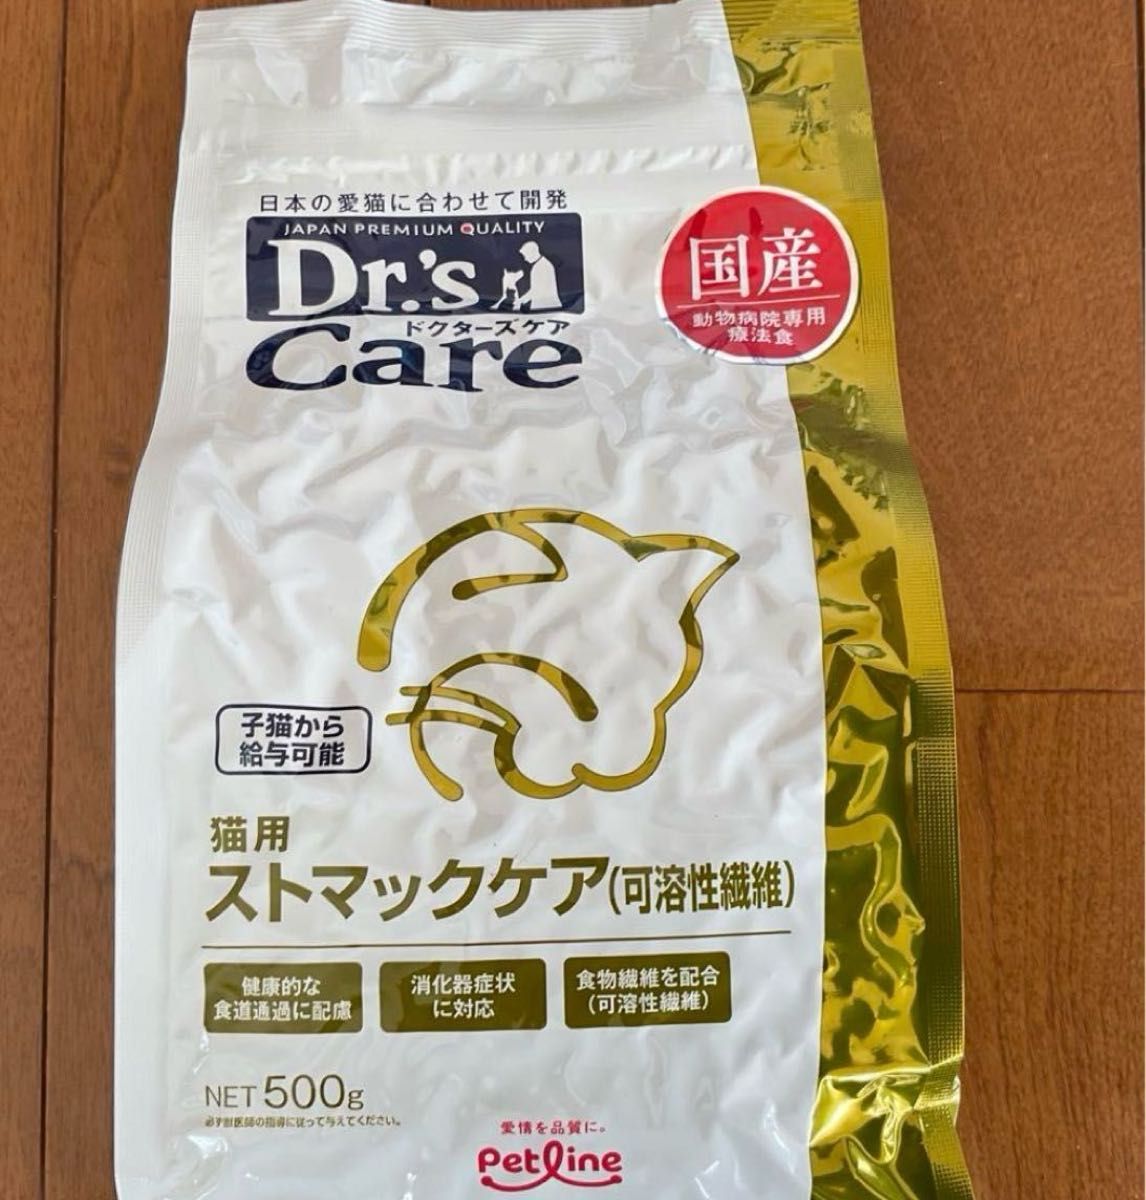 日本の愛猫に合わせて開発
JAPAN PREMIUM QUALITY
Dr.'s
ドクターズケア
Care
国産
動物病院専用
療法食
子猫から
給与可能
猫用
ストマックケア(可溶性繊維)
健康的な
食道通過に配慮
消化器症状
に対応
食物繊維を配合
(可溶性繊維)
NET 500g
必ず獣医師の指導に従って与えてください。
愛情を品質に。
Petline